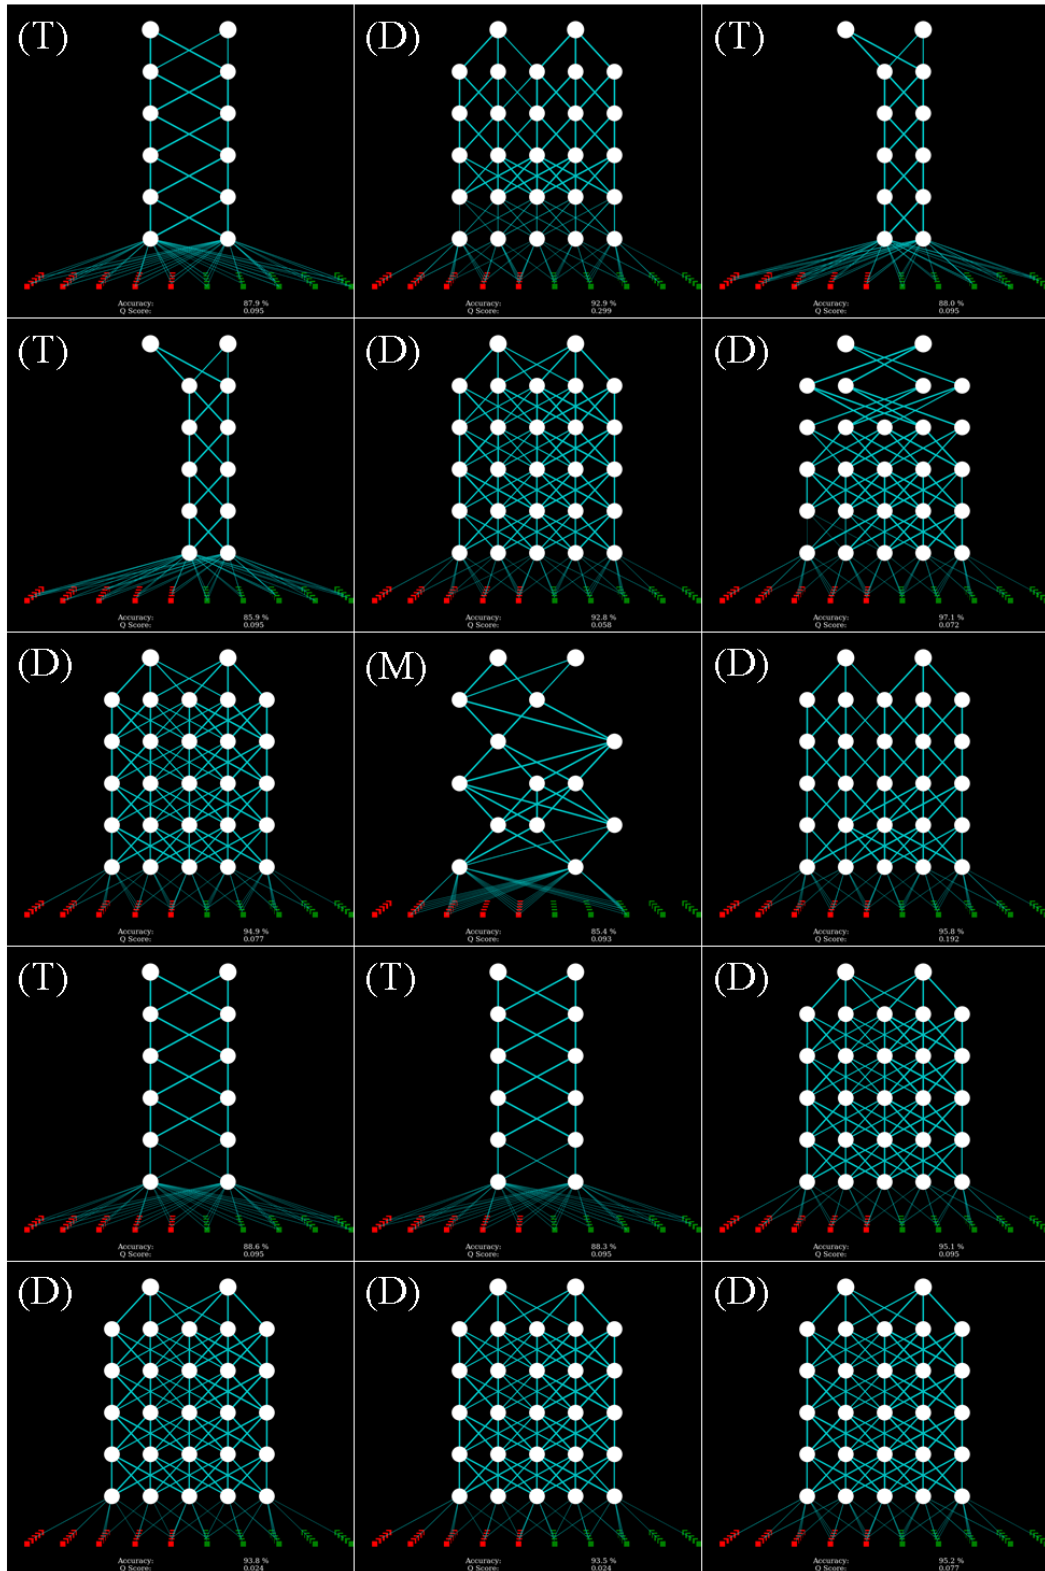 (T) (D) (T)
Accuracy: 87.9 % Accuracy: 92.9 % Accuracy: 88.0 %
Q Score: 0.095 Q Score: 0.299 Q Score: 0.095
(T) (D) (D)
Accuracy: 85.9 % Accuracy: 92.8 % Accuracy: 97.1 %
Q Score: 0.095 Q Score: 0.058 Q Score: 0.072
(D) (M) (D)
Accuracy: 94.9 % Accuracy: 85.4 % Accuracy: 95.8 %
Q Score: 0.077 Q Score: 0.093 Q Score: 0.192
(T) (T) (D)
Accuracy: 88.6 % Accuracy: 88.3 % Accuracy: 95.1 %
Q Score: 0.095 Q Score: 0.095 Q Score: 0.095
(D) (D) (D)
Accuracy: 93.8 % Accuracy: 93.5 % Accuracy: 95.2 %
Q Score: 0.024 Q Score: 0.024 Q Score: 0.077